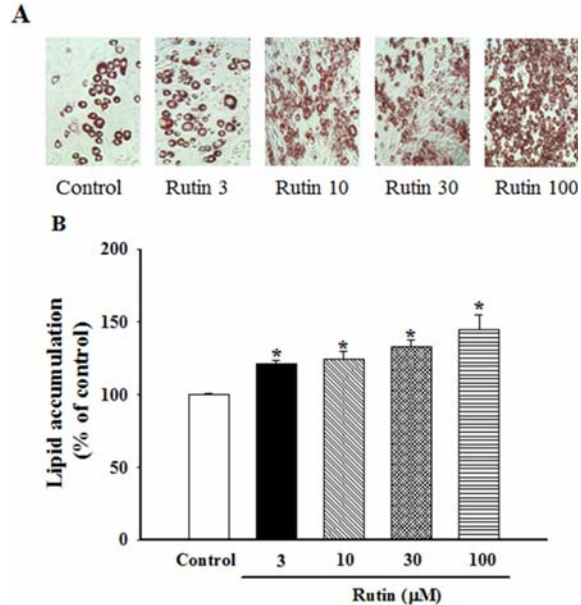 A
Control Rutin 3 Rutin 10 Rutin 30 Rutin 100
B
Lipid accumulation
(% of control)
200
150
100
50
0
* * * *
Control 3 10 30 100
Rutin (μM)